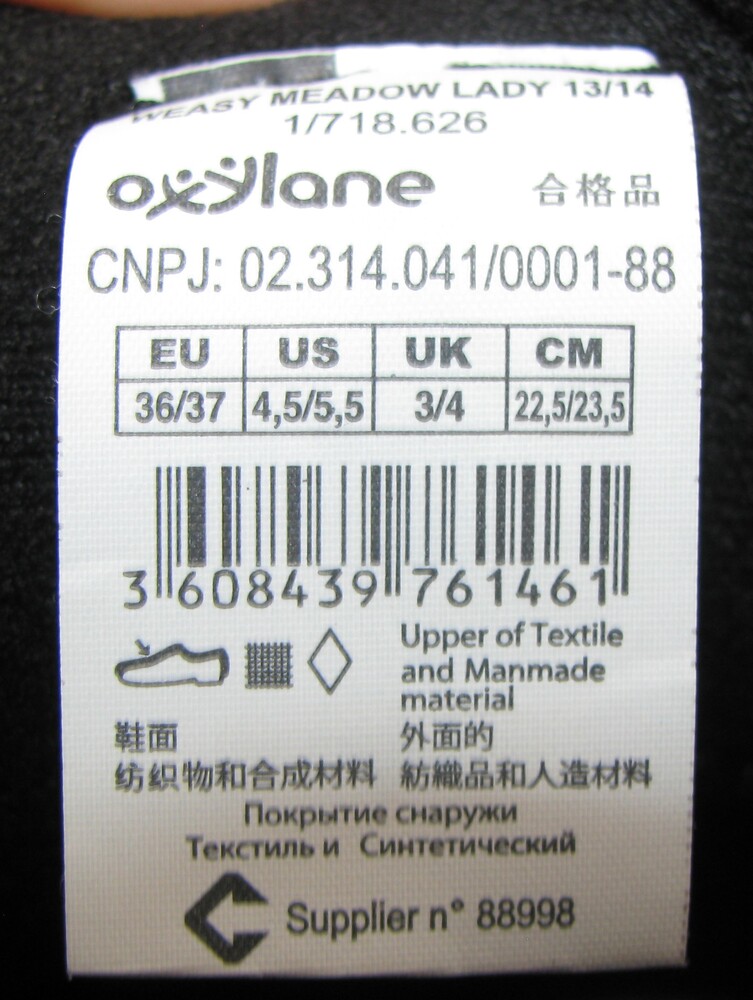 WEASY MEADOW LADY 13/14
1/718.626
oxylane 合格品
CNPJ: 02.314.041/0001-88
EU US UK CM
36/37 4,5/5,5 3/4 22,5/23,5
3 608439 761461
Upper of Textile
and Manmade
material
鞋面 外面的
纺织物和合成材料 紡織品和人造材料
Покрытие снаружи
Текстиль и Синтетический
Supplier n° 88998